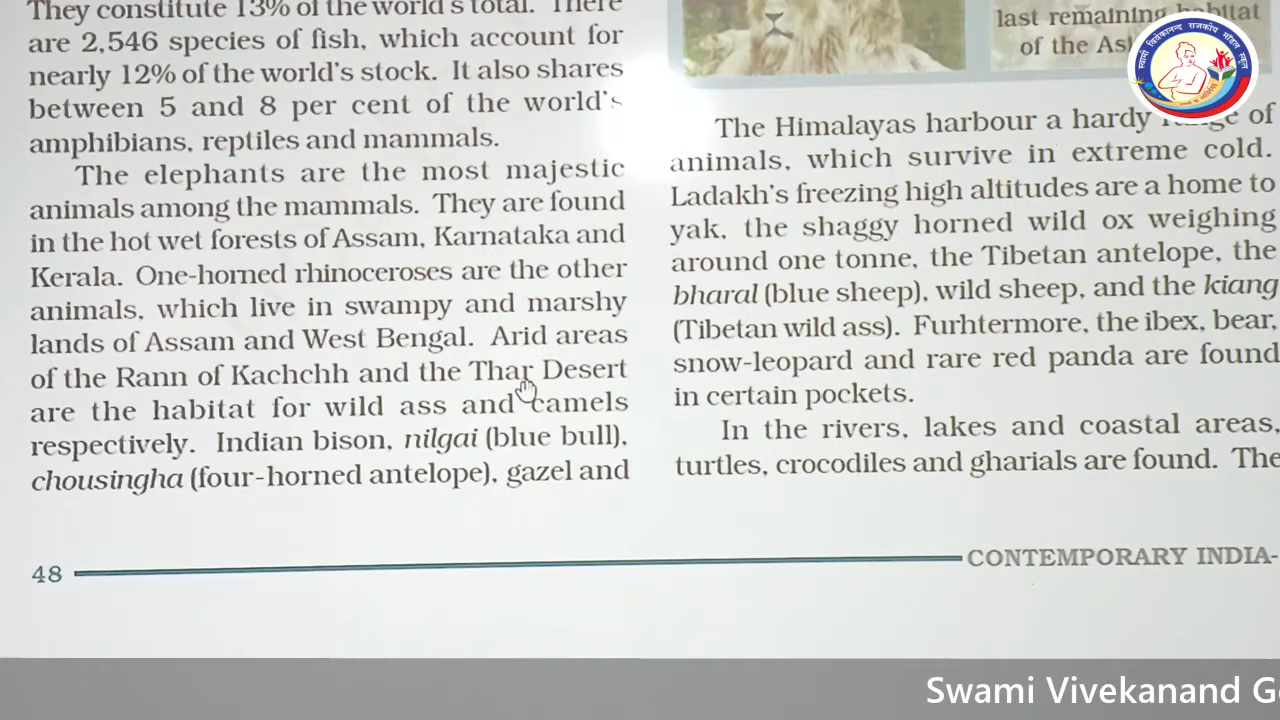 They constitute 13% of the world's total. There
are 2,546 species of fish, which account for
nearly 12% of the world's stock. It also shares
between 5 and 8 per cent of the world's
amphibians, reptiles and mammals.
The elephants are the most majestic
animals among the mammals. They are found
in the hot wet forests of Assam, Karnataka and
Kerala. One-horned rhinoceroses are the other
animals, which live in swampy and marshy
lands of Assam and West Bengal. Arid areas
of the Rann of Kachchh and the Thar Desert
are the habitat for wild ass and camels
respectively. Indian bison, nilgai (blue bull),
chousingha (four-horned antelope), gazel and
last remaining habitat
of the As
The Himalayas harbour a hardy range of
animals, which survive in extreme cold.
Ladakh's freezing high altitudes are a home to
yak, the shaggy horned wild ox weighing
around one tonne, the Tibetan antelope, the
bharal (blue sheep), wild sheep, and the kiang
(Tibetan wild ass). Furhtermore, the ibex, bear,
snow-leopard and rare red panda are found
in certain pockets.
In the rivers, lakes and coastal areas,
turtles, crocodiles and gharials are found. The
48
CONTEMPORARY INDIA-
स्वामी विवेकानन्द राजकीय मॉडल स्कूल
Swami Vivekanand G